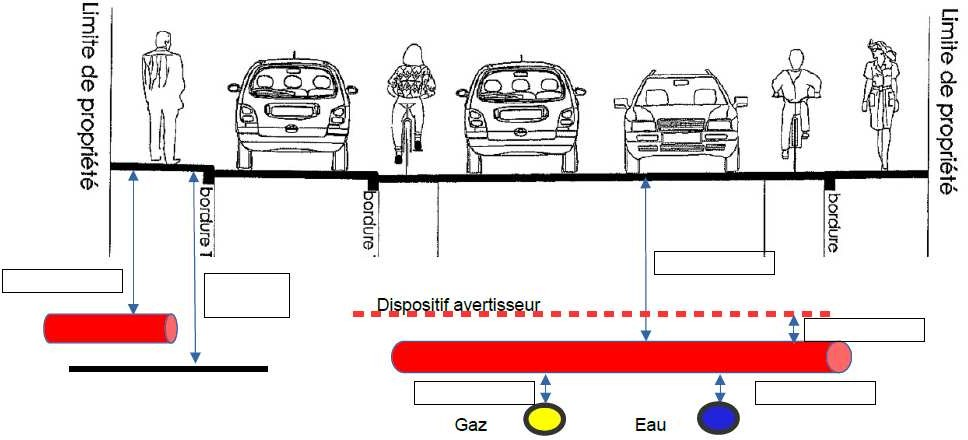 Limite de propriété
Limite de propriété
bordure T
bordure
bordure
Dispositif avertisseur
Gaz
Eau